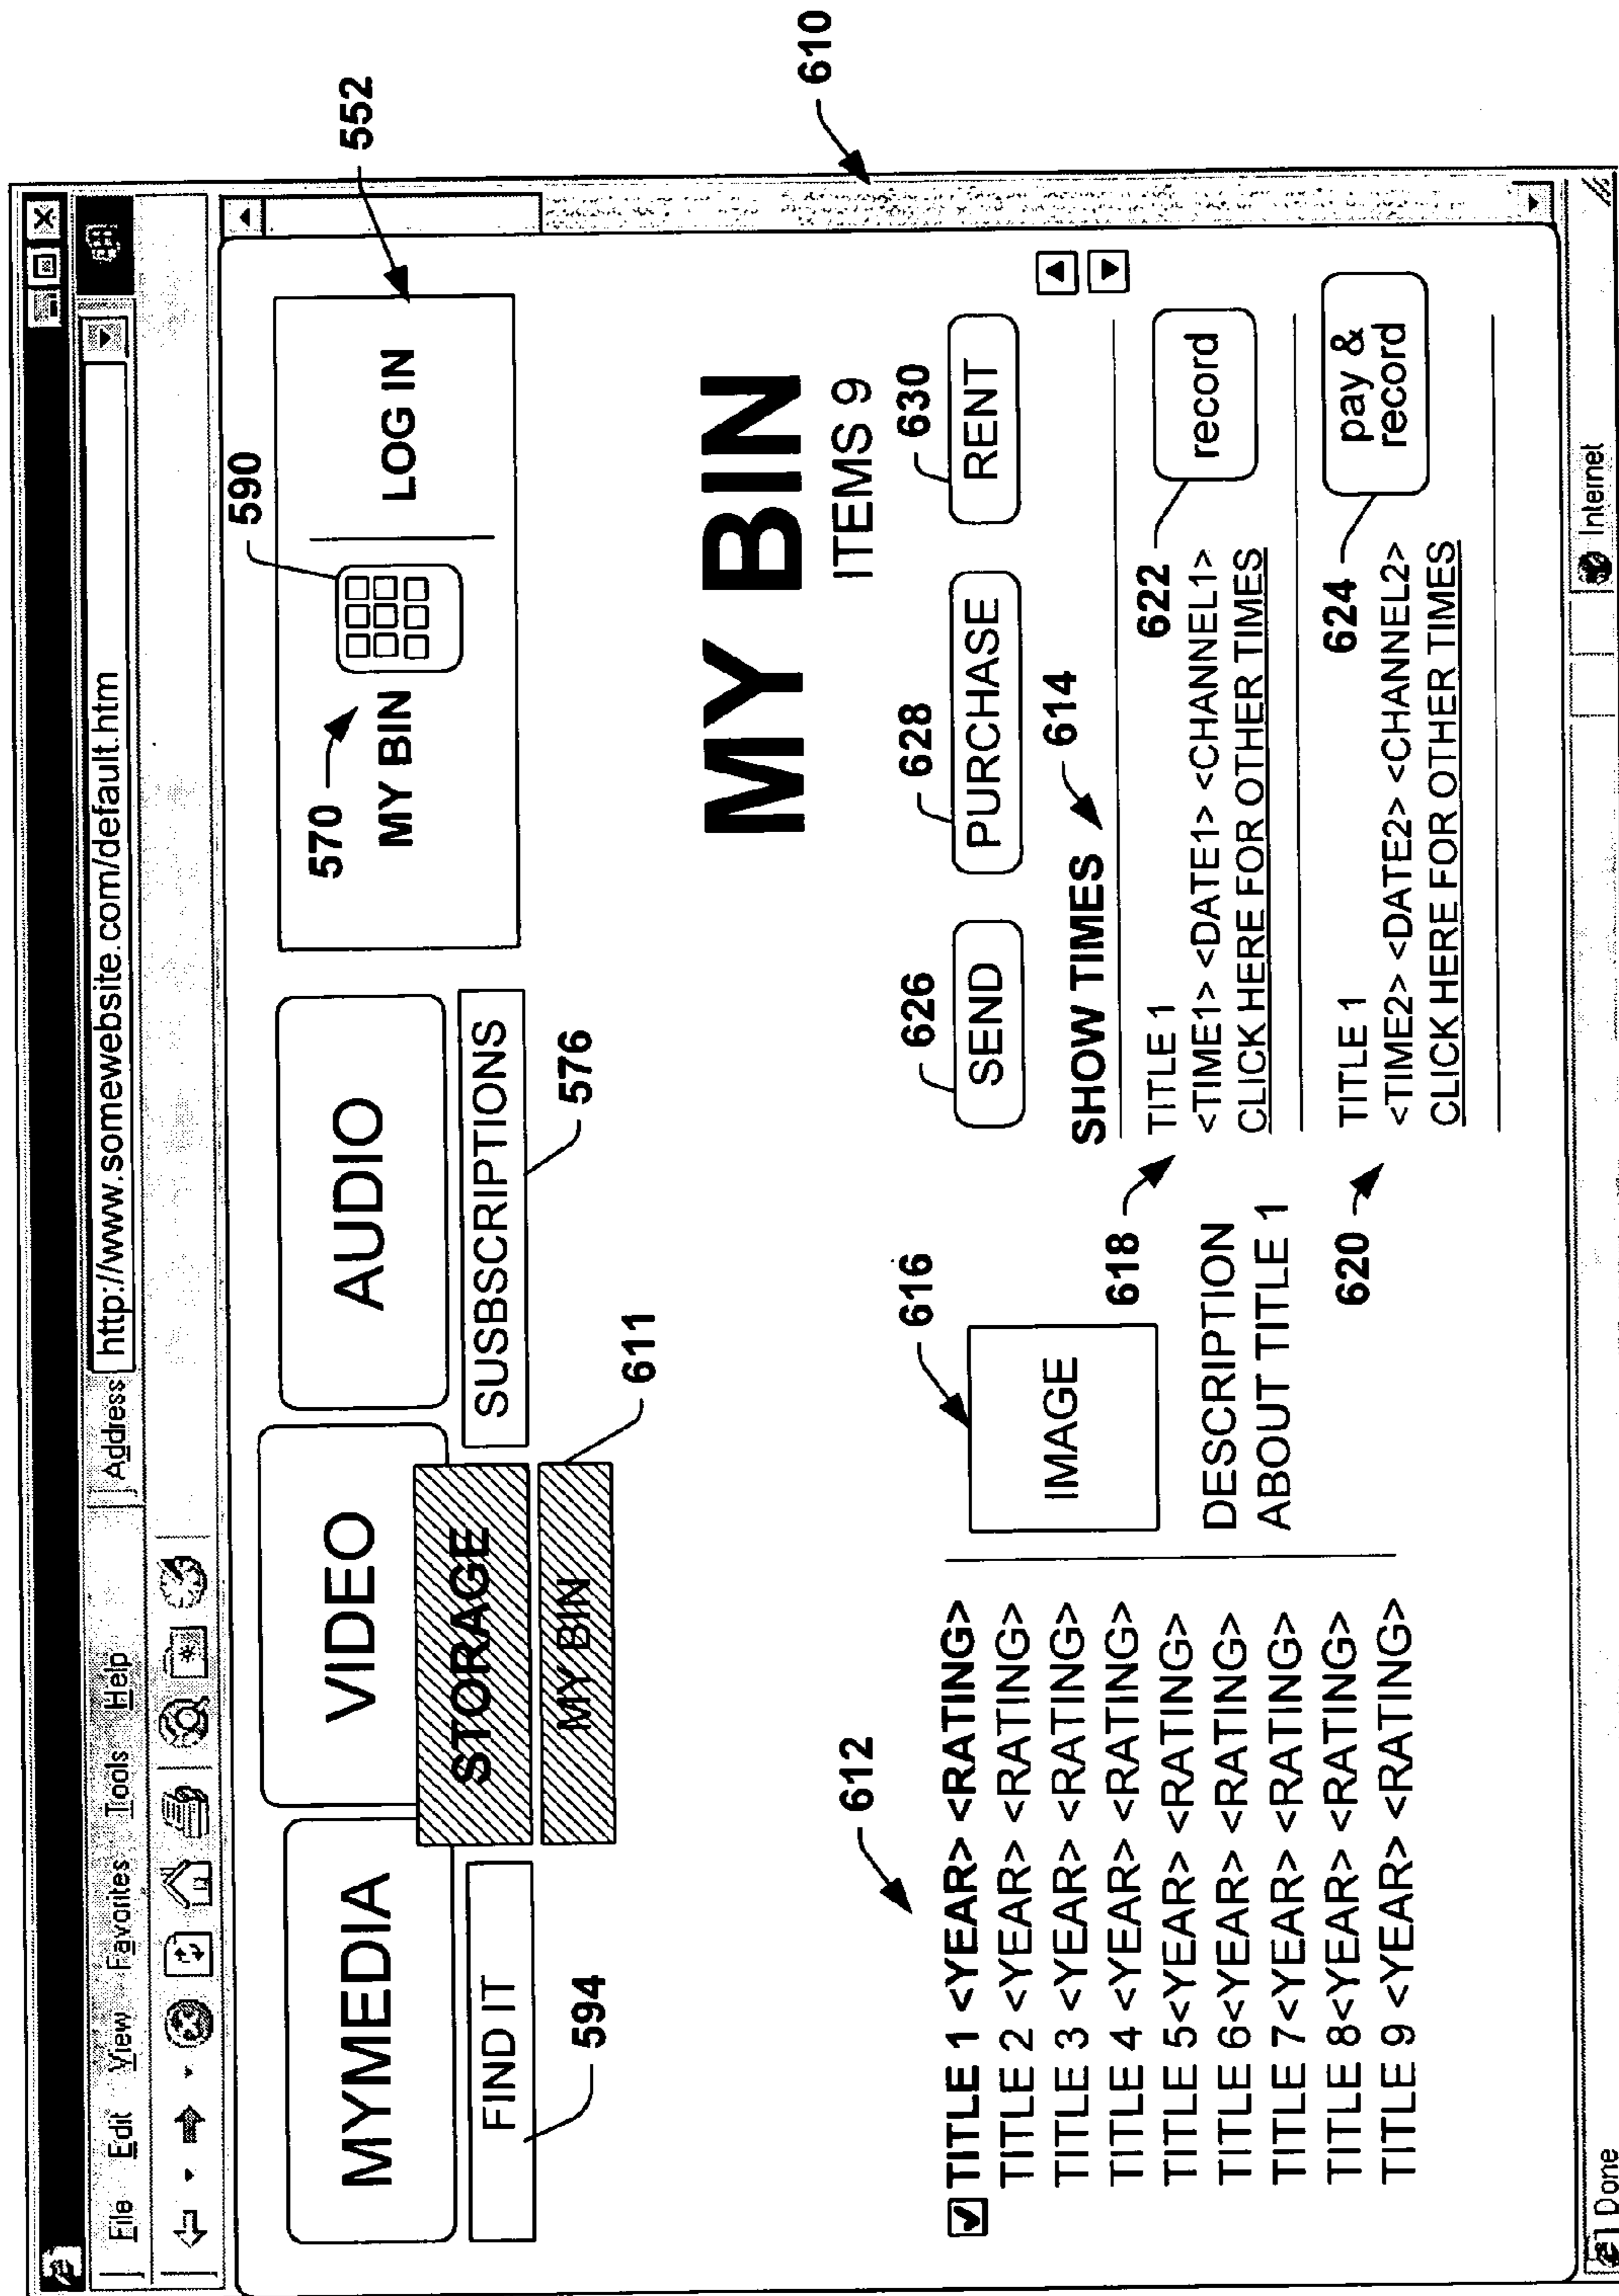 File Edit View Favorites Tools Help
Address http://www.somewebsite.com/default.htm
MYMEDIA
VIDEO
AUDIO
570
MY BIN
590
LOG IN
552
FIND IT
STORAGE
SUSBSCRIPTIONS
594
MY BIN
611
576
MY BIN
ITEMS 9
610
612
616
626
628
630
SEND
PURCHASE
RENT
TITLE 1 <YEAR> <RATING>
TITLE 2 <YEAR> <RATING>
TITLE 3 <YEAR> <RATING>
TITLE 4 <YEAR> <RATING>
TITLE 5<YEAR> <RATING>
TITLE 6<YEAR> <RATING>
TITLE 7<YEAR> <RATING>
TITLE 8<YEAR> <RATING>
TITLE 9 <YEAR> <RATING>
IMAGE
DESCRIPTION
ABOUT TITLE 1
SHOW TIMES
614
618
TITLE 1
<TIME1> <DATE1> <CHANNEL1>
CLICK HERE FOR OTHER TIMES
622
record
620
TITLE 1
<TIME2> <DATE2> <CHANNEL2>
CLICK HERE FOR OTHER TIMES
624
pay &
record
Done
Internet